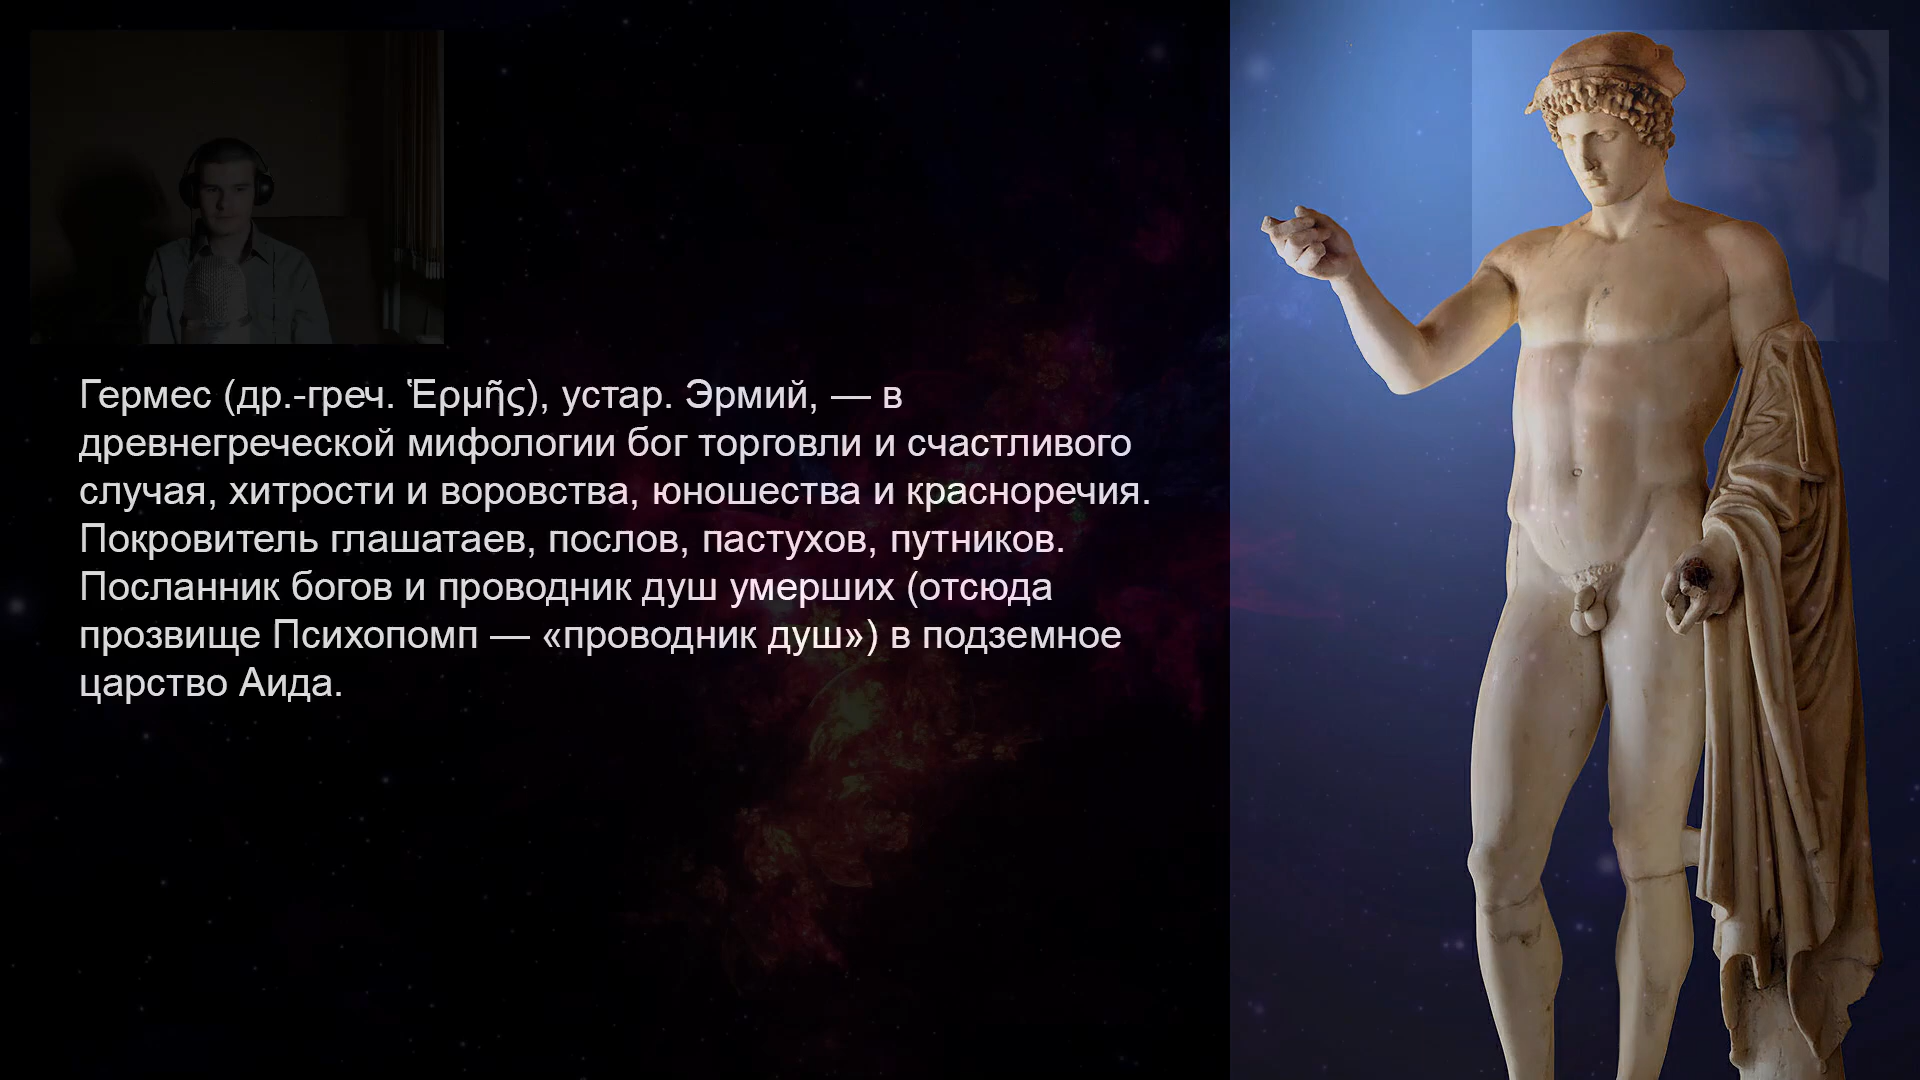 Гермес (др.-греч. Ἑρμῆς), устар. Эрмий, — в
древнегреческой мифологии бог торговли и счастливого
случая, хитрости и воровства, юношества и красноречия.
Покровитель глашатаев, послов, пастухов, путников.
Посланник богов и проводник душ умерших (отсюда
прозвище Психопомп — «проводник душ») в подземное
царство Аида.